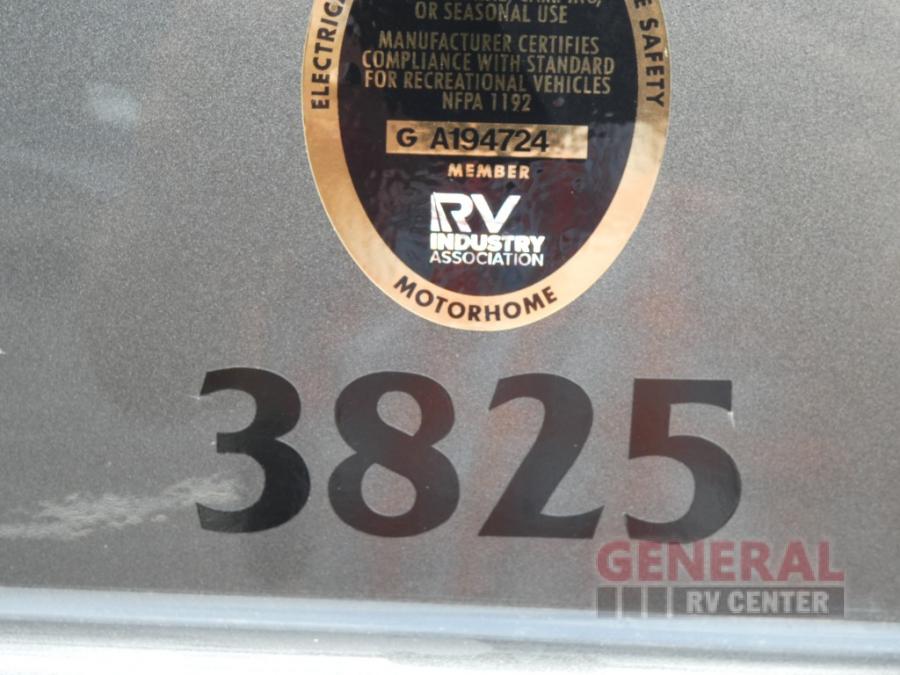 OR SEASONAL USE
MANUFACTURER CERTIFIES
COMPLIANCE WITH STANDARD
FOR RECREATIONAL VEHICLES
NFPA 1192
ELECTRICA
E SAFETY
G A194724
MEMBER
RV
INDUSTRY
ASSOCIATION
MOTORHOME
3825
GENERAL
RV CENTER